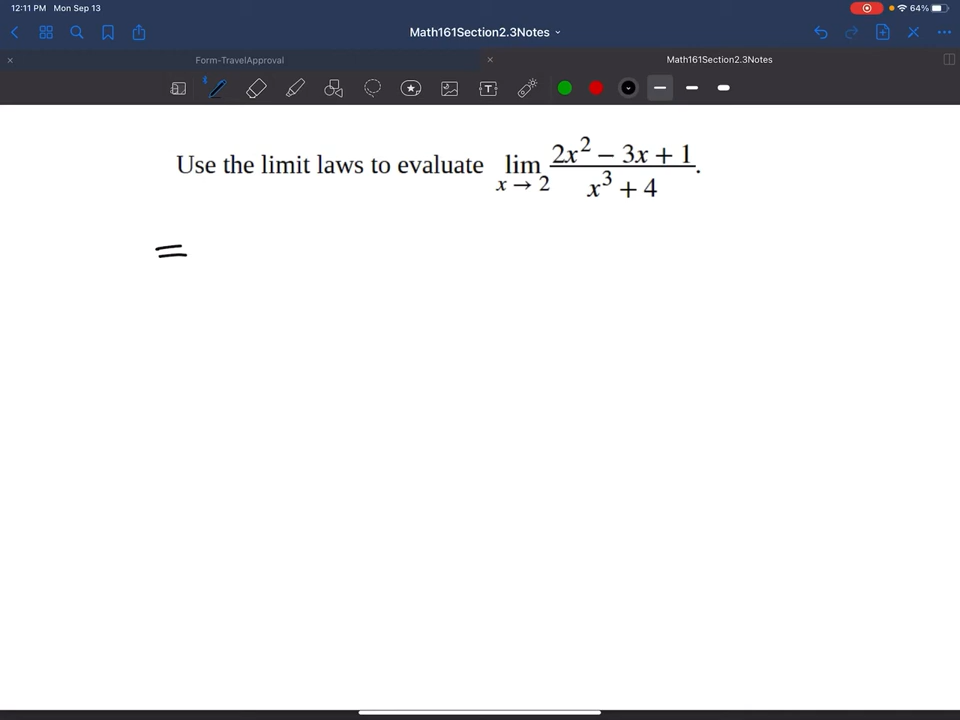 12:11 PM Mon Sep 13
64%
Math161Section2.3Notes
Form-TravelApproval
Math161Section2.3Notes
T
Use the limit laws to evaluate lim x → 2 (2x² − 3x + 1)/(x³ + 4).
=